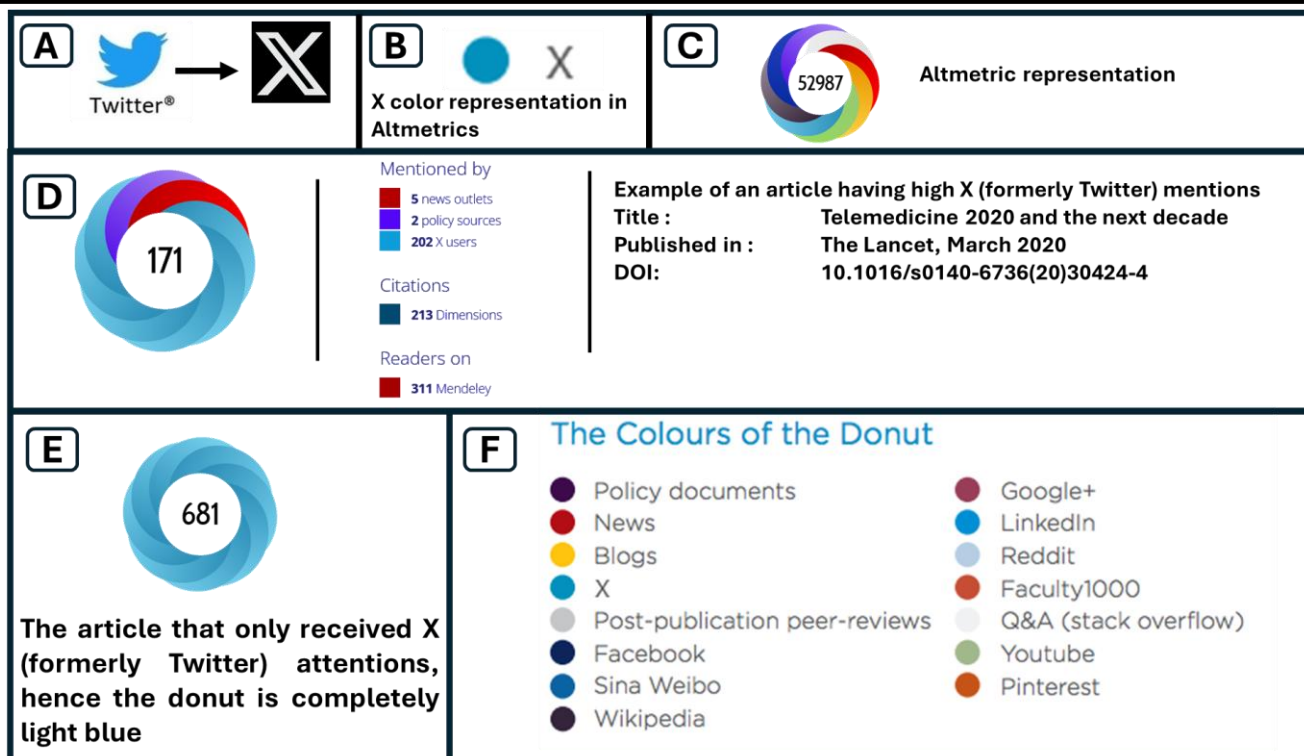 A
Twitter®
X
B
X
X color representation in
Altmetrics
C
52987
Altmetric representation
D
171
Mentioned by
5 news outlets
2 policy sources
202 X users
Citations
213 Dimensions
Readers on
311 Mendeley
Example of an article having high X (formerly Twitter) mentions
Title : Telemedicine 2020 and the next decade
Published in : The Lancet, March 2020
DOI: 10.1016/s0140-6736(20)30424-4
E
681
The article that only received X
(formerly Twitter) attentions,
hence the donut is completely
light blue
F
The Colours of the Donut
Policy documents
News
Blogs
X
Post-publication peer-reviews
Facebook
Sina Weibo
Wikipedia
Google+
LinkedIn
Reddit
Faculty1000
Q&A (stack overflow)
Youtube
Pinterest